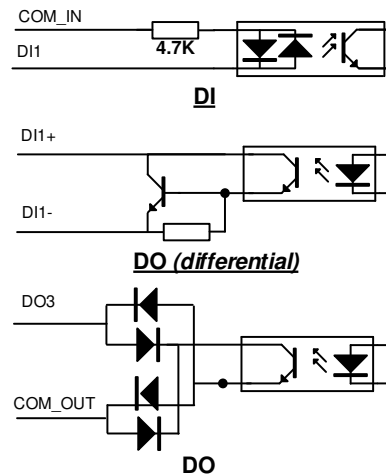 COM_IN
4.7K
DI1
DI
DI1+
DI1-
DO (differential)
DO3
COM_OUT
DO